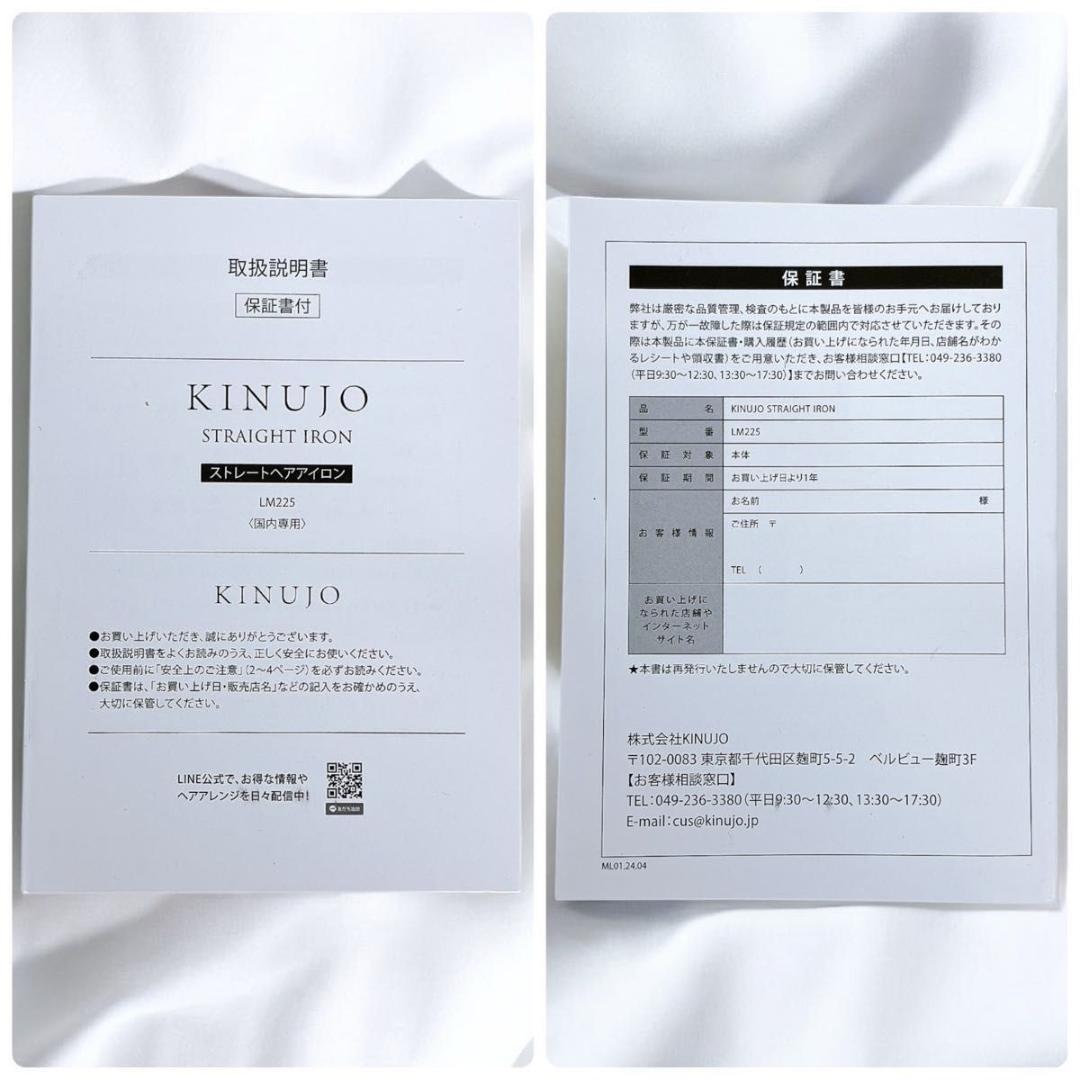 取扱説明書
保証書付
KINUJO
STRAIGHT IRON
ストレートヘアアイロン
LM225
〈国内専用〉
KINUJO
●お買い上げいただき、誠にありがとうございます。
●取扱説明書をよくお読みのうえ、正しく安全にお使いください。
●ご使用前に「安全上のご注意」(2〜4ページ)を必ずお読みください。
●保証書は、「お買い上げ日・販売店名」などの記入をお確かめのうえ、
大切に保管してください。
LINE公式で、お得な情報や
ヘアアレンジを日々配信中!
友だち追加
保証書
弊社は厳密な品質管理、検査のもとに本製品を皆様のお手元へお届けしており
ますが、万が一故障した際は保証規定の範囲内で対応させていただきます。その
際は本製品に本保証書・購入履歴(お買い上げになられた年月日、店舗名がわか
るレシートや領収書)をご用意いただき、お客様相談窓口【TEL:049-236-3380
(平日9:30〜12:30、13:30〜17:30)】までお問い合わせください。
品名 KINUJO STRAIGHT IRON
型番 LM225
保証対象 本体
保証期間 お買い上げ日より1年
お客様情報 お名前 様
ご住所 〒
TEL ( )
お買い上げに
なられた店舗や
インターネット
サイト名
★本書は再発行いたしませんので大切に保管してください。
株式会社KINUJO
〒102-0083 東京都千代田区麹町5-5-2 ベルビュー麹町3F
【お客様相談窓口】
TEL:049-236-3380(平日9:30〜12:30、13:30〜17:30)
E-mail:cus@kinujo.jp
ML01.24.04